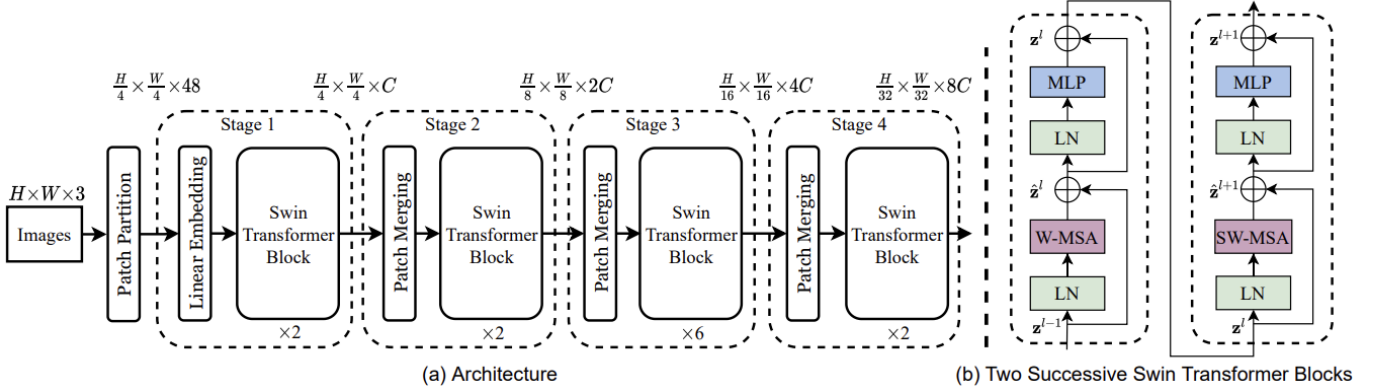 H/4 × W/4 × 48
H/4 × W/4 × C
H/8 × W/8 × 2C
H/16 × W/16 × 4C
H/32 × W/32 × 8C
H×W×3
Images
Patch Partition
Stage 1
Linear Embedding
Swin
Transformer
Block
×2
Stage 2
Patch Merging
Swin
Transformer
Block
×2
Stage 3
Patch Merging
Swin
Transformer
Block
×6
Stage 4
Patch Merging
Swin
Transformer
Block
×2
(a) Architecture
z^l
MLP
LN
ẑ^l
W-MSA
LN
z^{l-1}
z^{l+1}
MLP
LN
ẑ^{l+1}
SW-MSA
LN
z^l
(b) Two Successive Swin Transformer Blocks